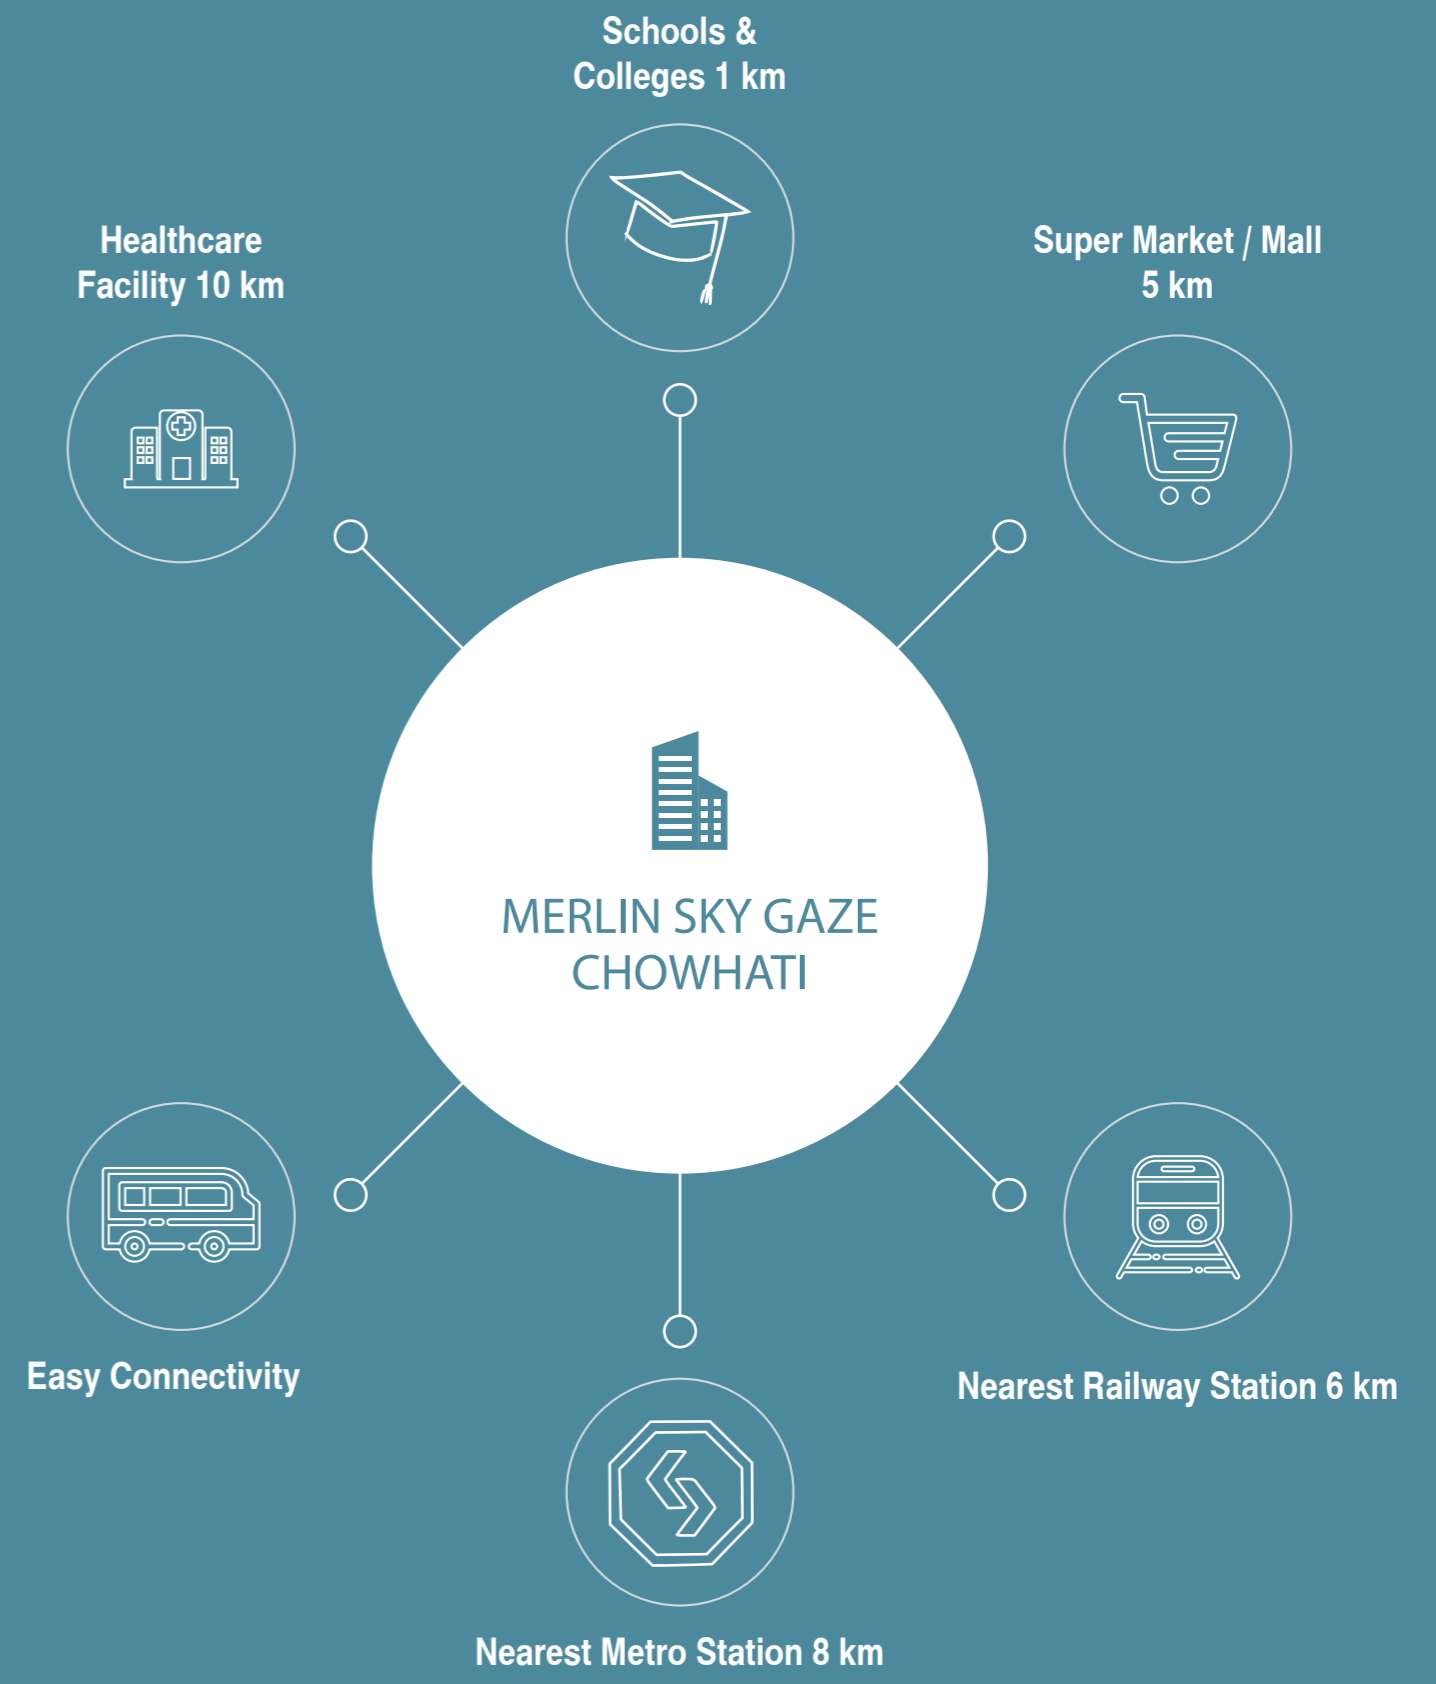 Schools &
Colleges 1 km
Healthcare
Facility 10 km
Super Market / Mall
5 km
MERLIN SKY GAZE
CHOWHATI
Easy Connectivity
Nearest Railway Station 6 km
Nearest Metro Station 8 km